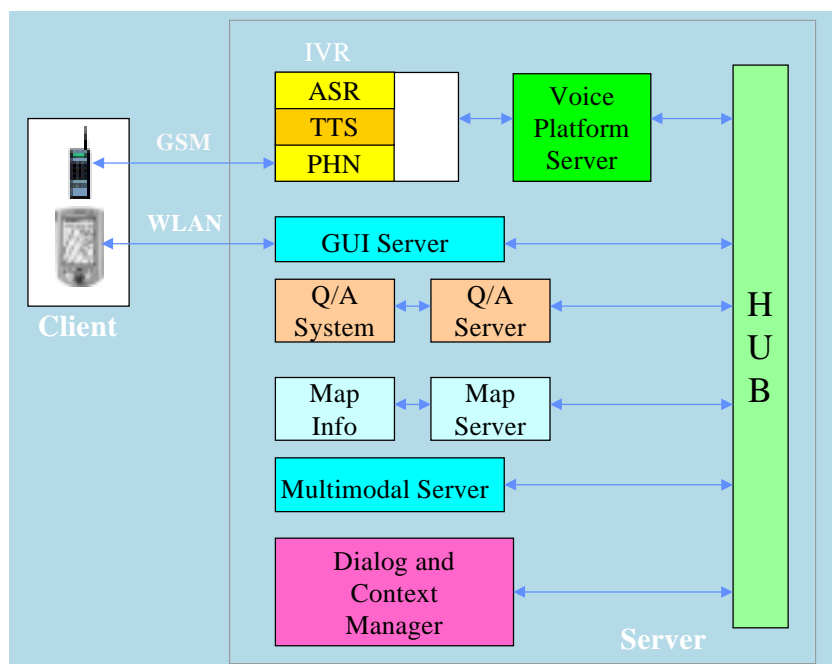 IVR
ASR
TTS
PHN
Voice
Platform
Server
GSM
WLAN
GUI Server
Client
Q/A
System
Q/A
Server
Map
Info
Map
Server
Multimodal Server
Dialog and
Context
Manager
H
U
B
Server